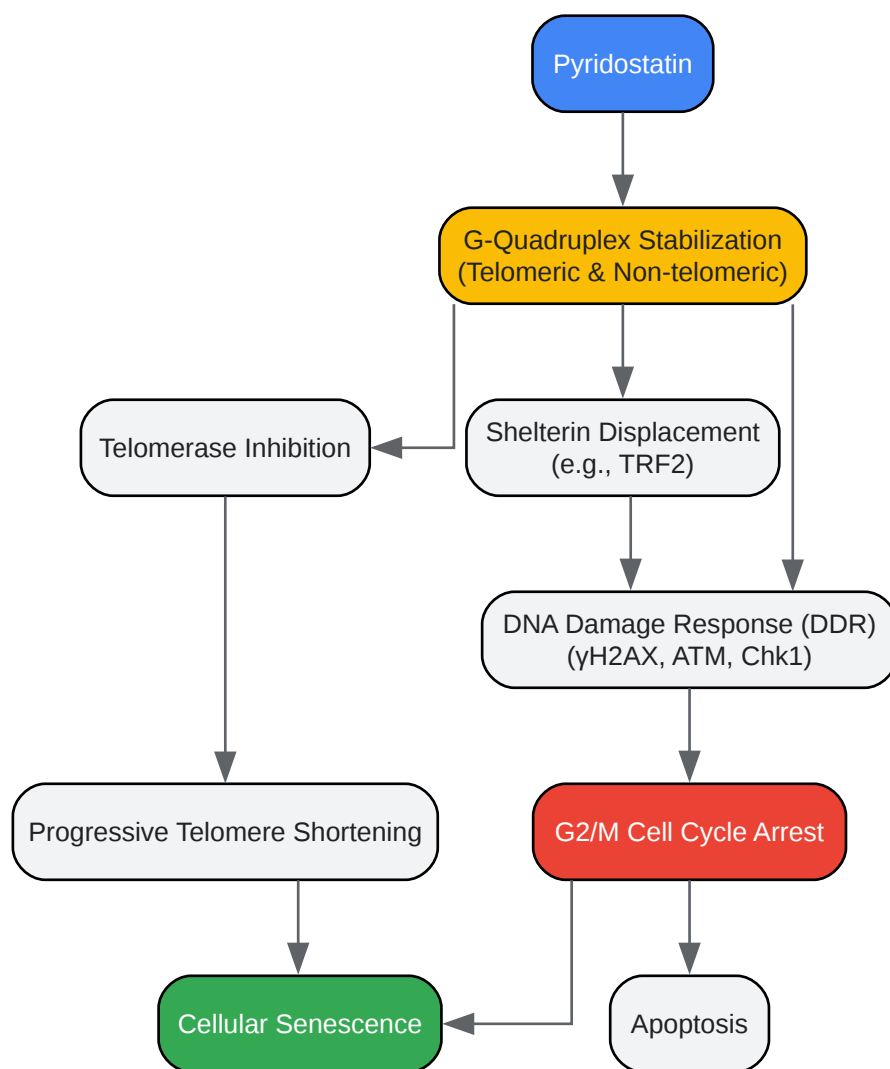 Pyridostatin
G-Quadruplex Stabilization
(Telomeric & Non-telomeric)
Telomerase Inhibition
Shelterin Displacement
(e.g., TRF2)
DNA Damage Response (DDR)
(γH2AX, ATM, Chk1)
Progressive Telomere Shortening
G2/M Cell Cycle Arrest
Cellular Senescence
Apoptosis